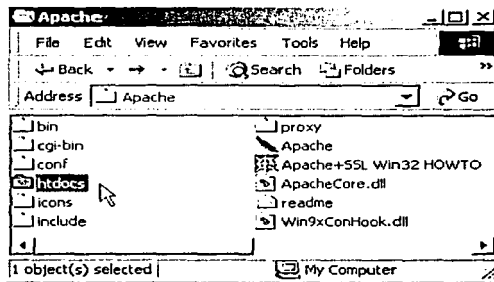 Apache
File Edit View Favorites Tools Help
Back Search Folders »
Address Apache Go
bin
cgi-bin
conf
htdocs
icons
include
proxy
Apache
Apache+SSL Win32 HOWTO
ApacheCore.dll
readme
Win9xConHook.dll
1 object(s) selected My Computer